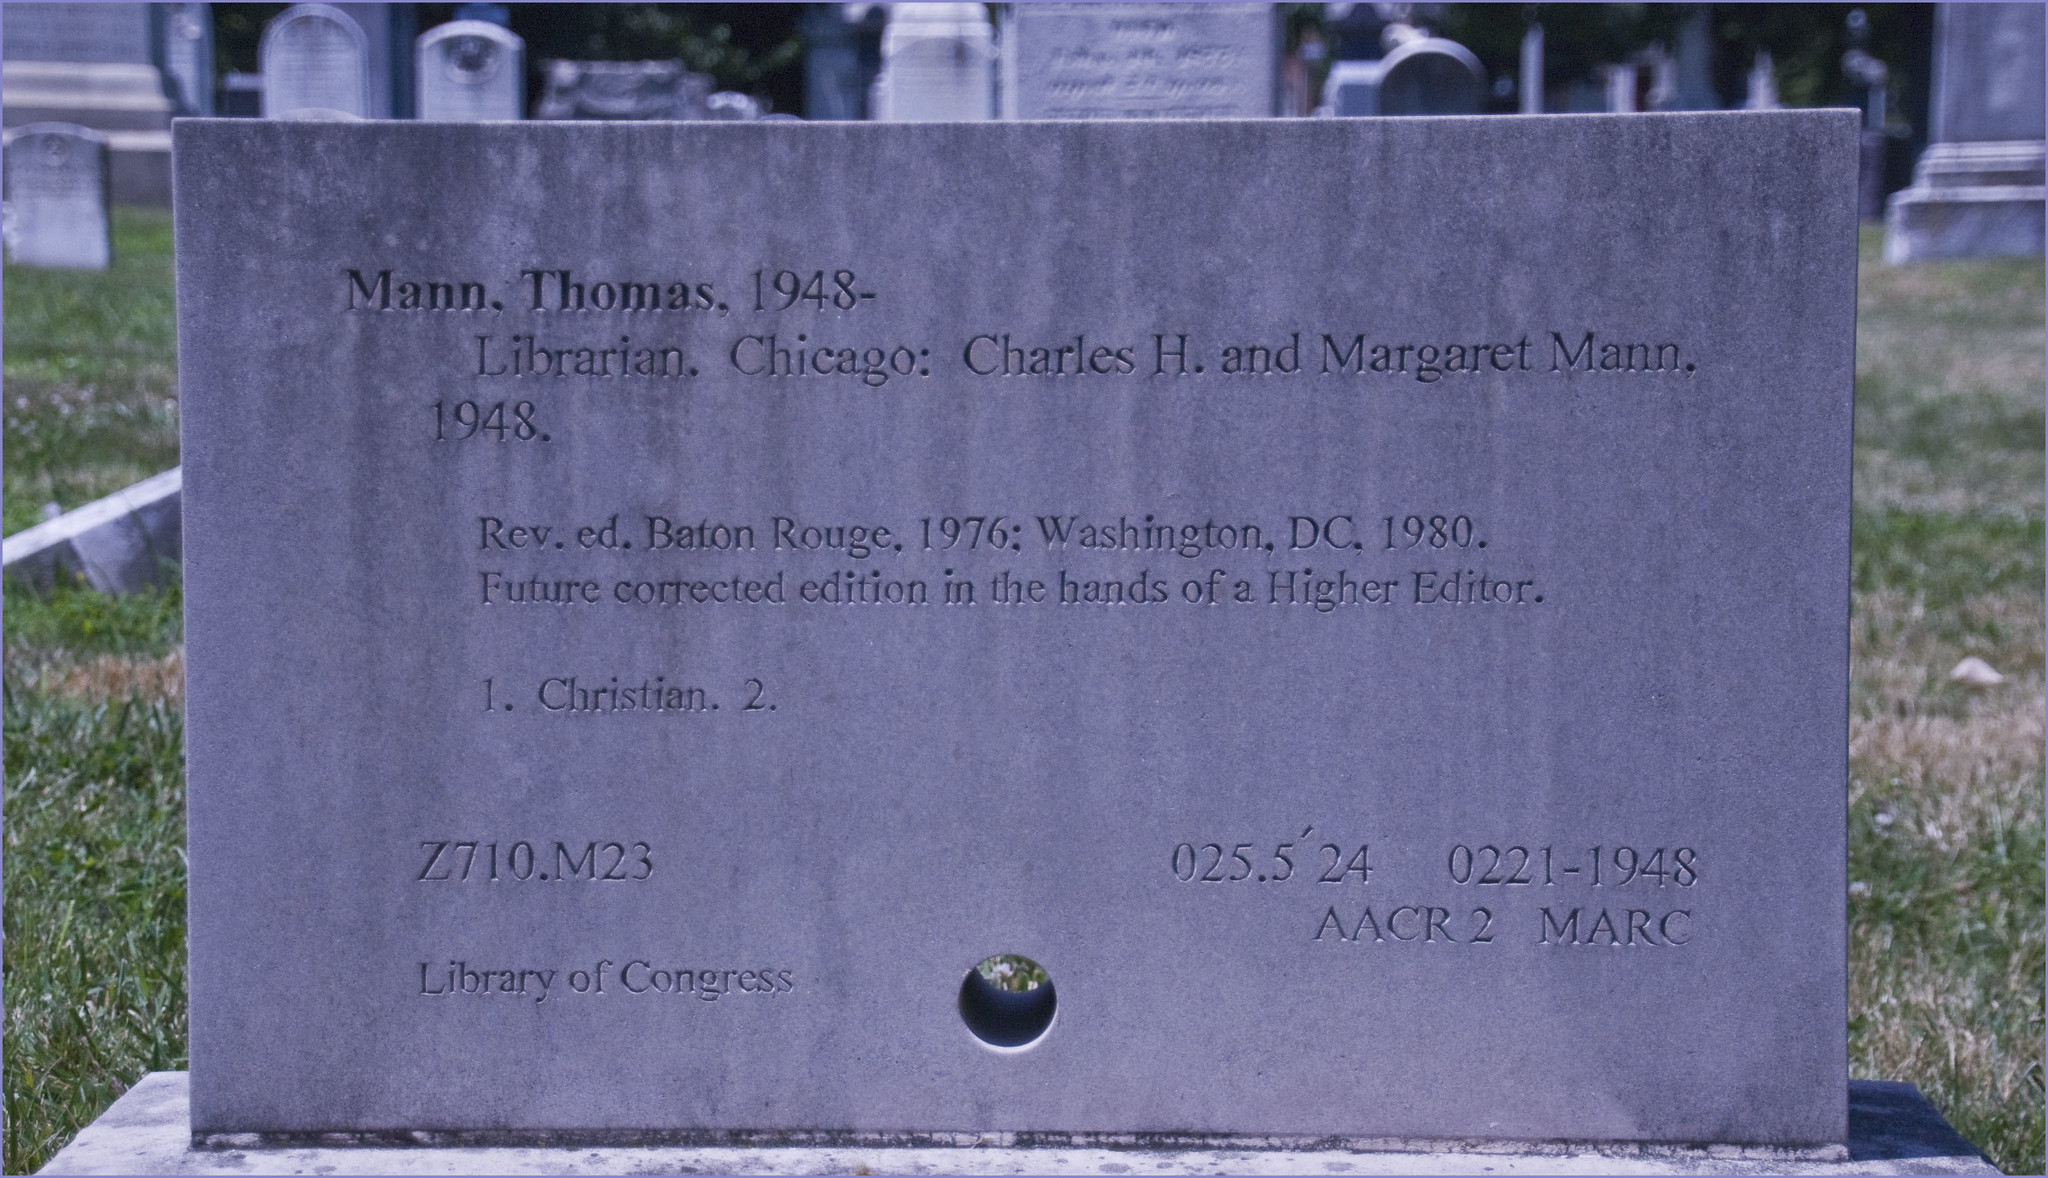 Mann, Thomas, 1948-
Librarian. Chicago: Charles H. and Margaret Mann,
1948.
Rev. ed. Baton Rouge, 1976; Washington, DC, 1980.
Future corrected edition in the hands of a Higher Editor.
1. Christian. 2.
Z710.M23
025.5´24 0221-1948
AACR 2 MARC
Library of Congress